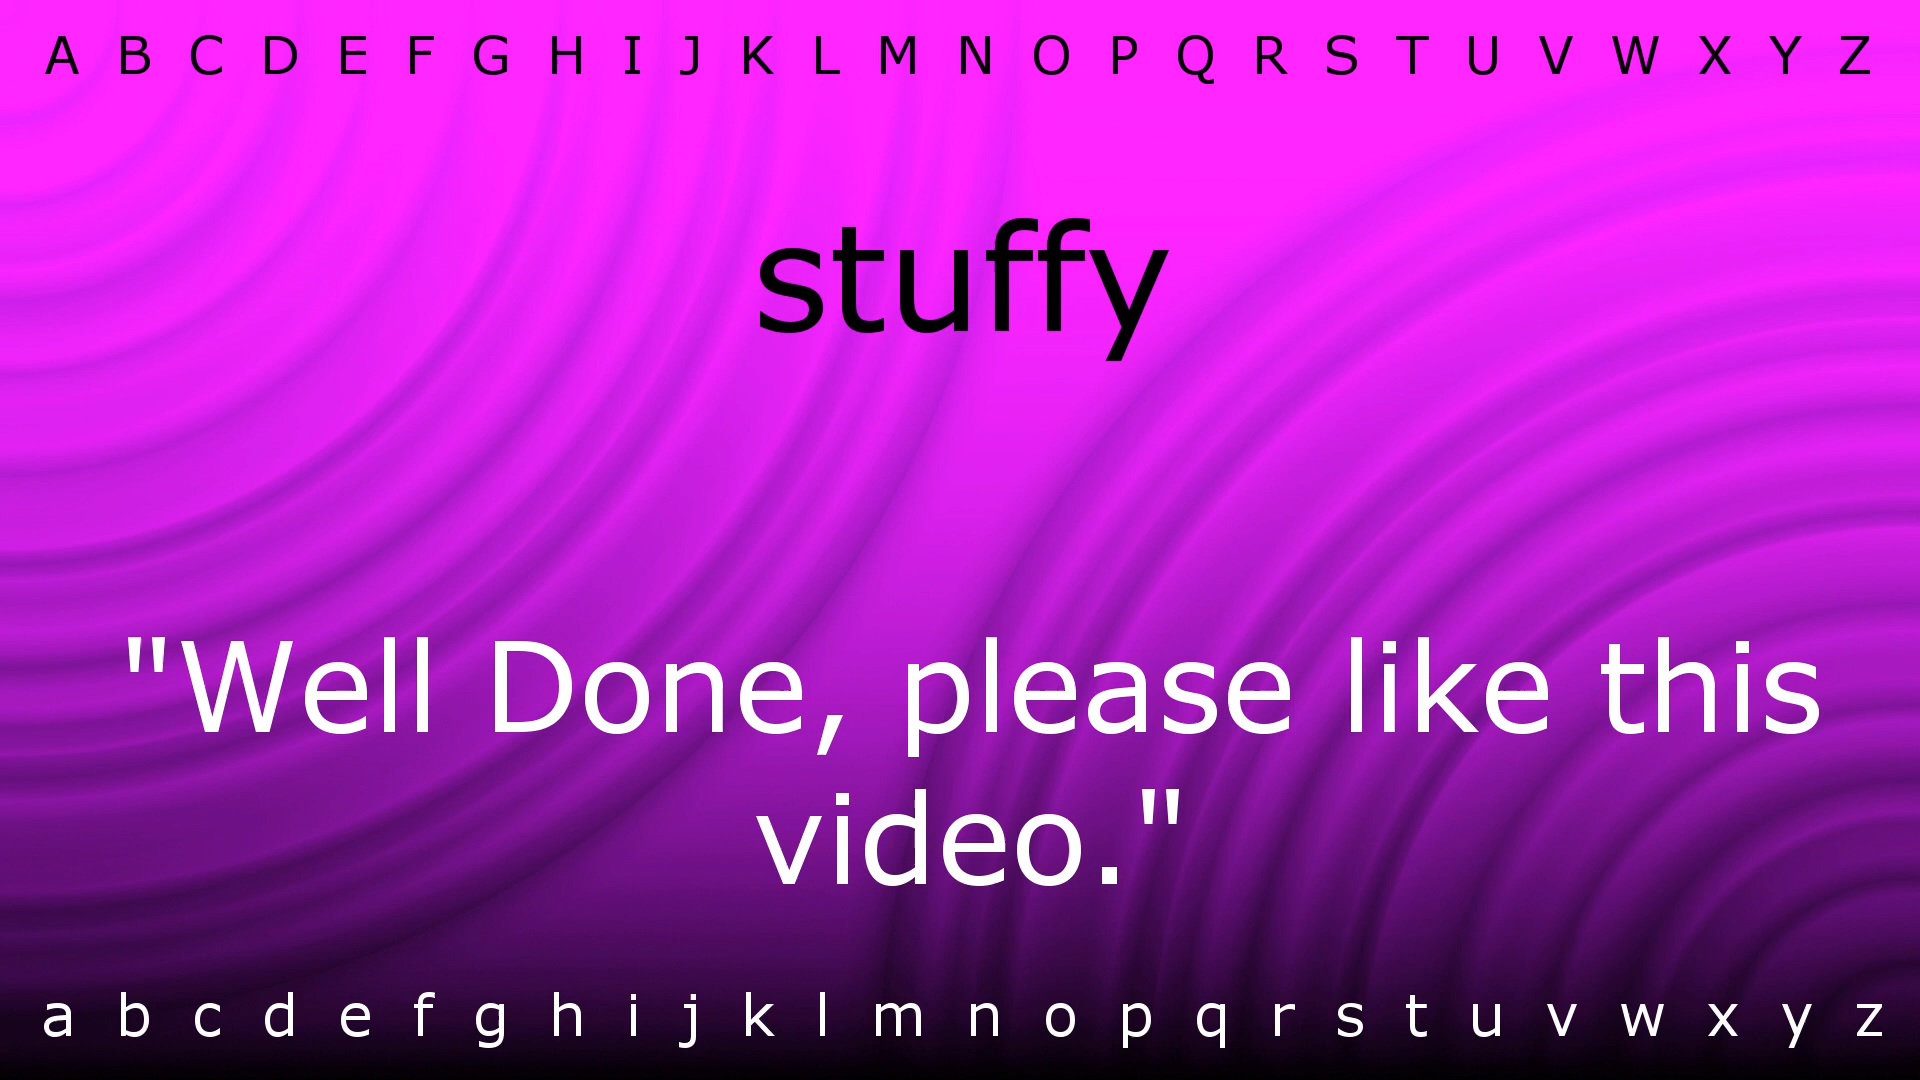 A B C D E F G H I J K L M N O P Q R S T U V W X Y Z
stuffy
"Well Done, please like this
video."
a b c d e f g h i j k l m n o p q r s t u v w x y z